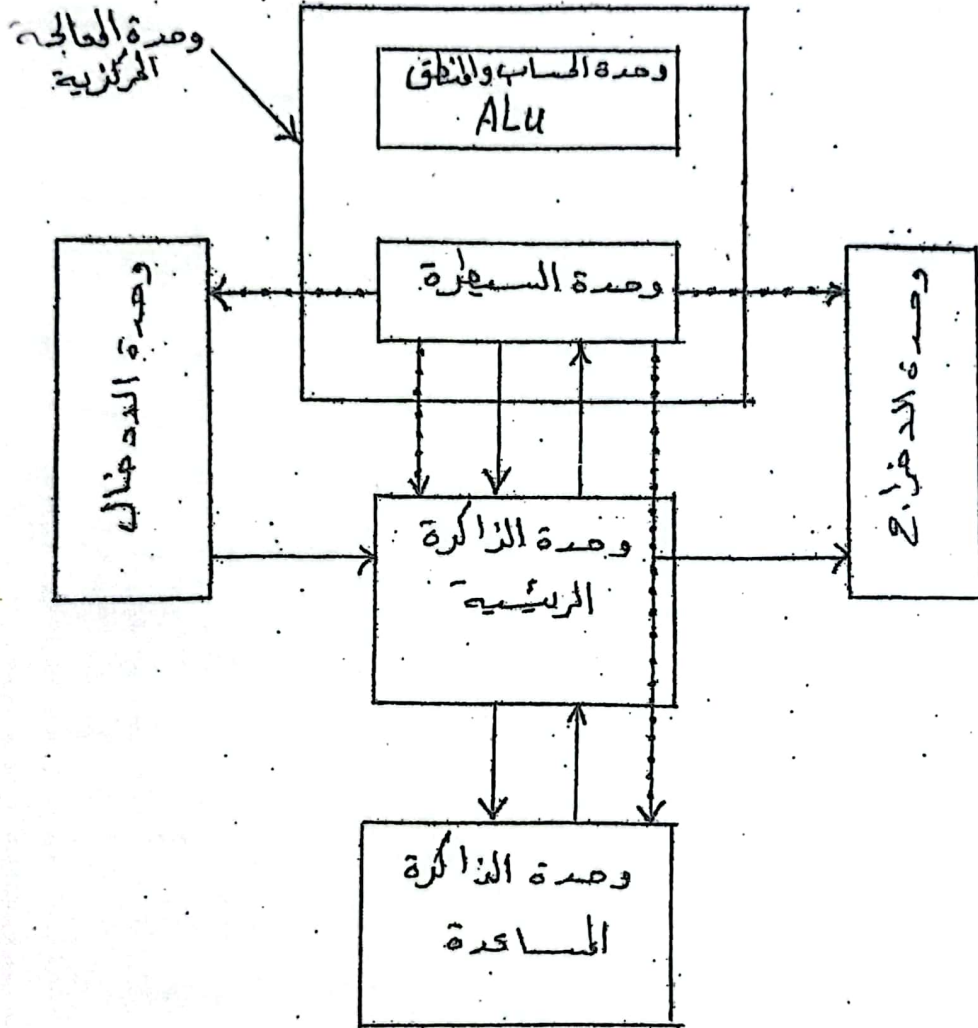 وحدة المعالجة
المركزية
وحدة الحساب والمنطق
ALU
وحدة السيطرة
وحدة الادخال
وحدة الاخراج
وحدة الذاكرة
الرئيسية
وحدة الذاكرة
المساعدة